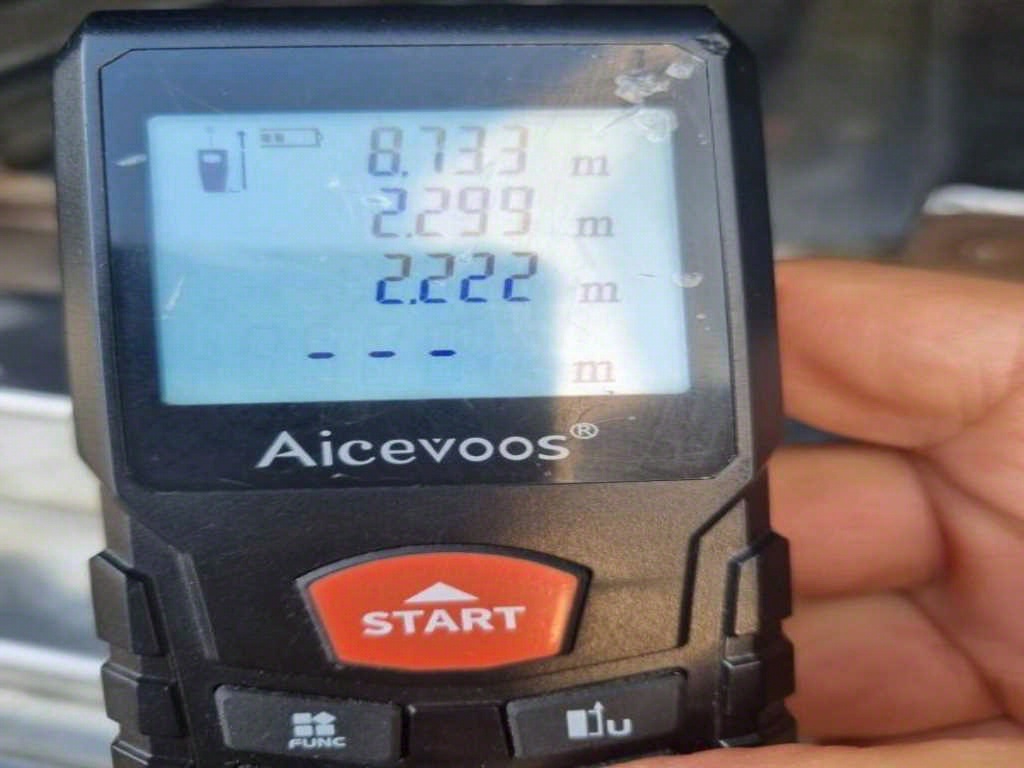 8.733 m
2.299 m
2.222 m
--- m
Aicevoos®
START
FUNC
U